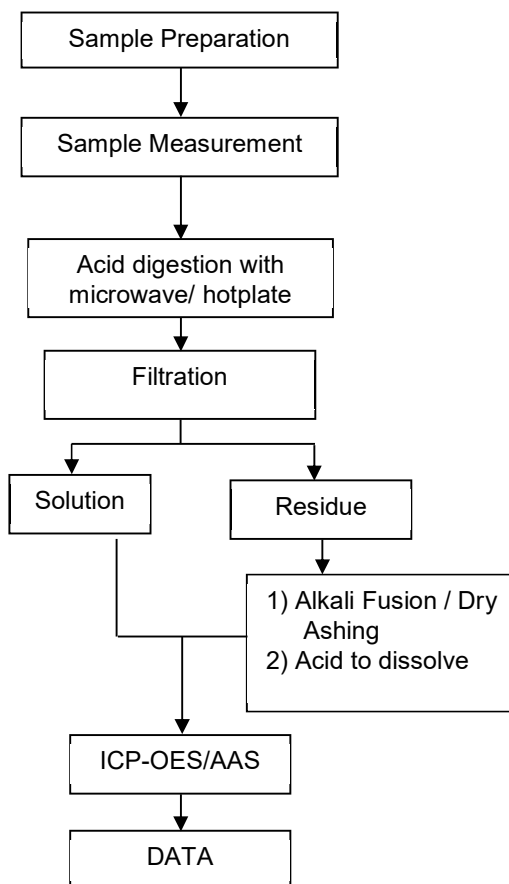 Sample Preparation
Sample Measurement
Acid digestion with
microwave/ hotplate
Filtration
Solution
Residue
1) Alkali Fusion / Dry
Ashing
2) Acid to dissolve
ICP-OES/AAS
DATA